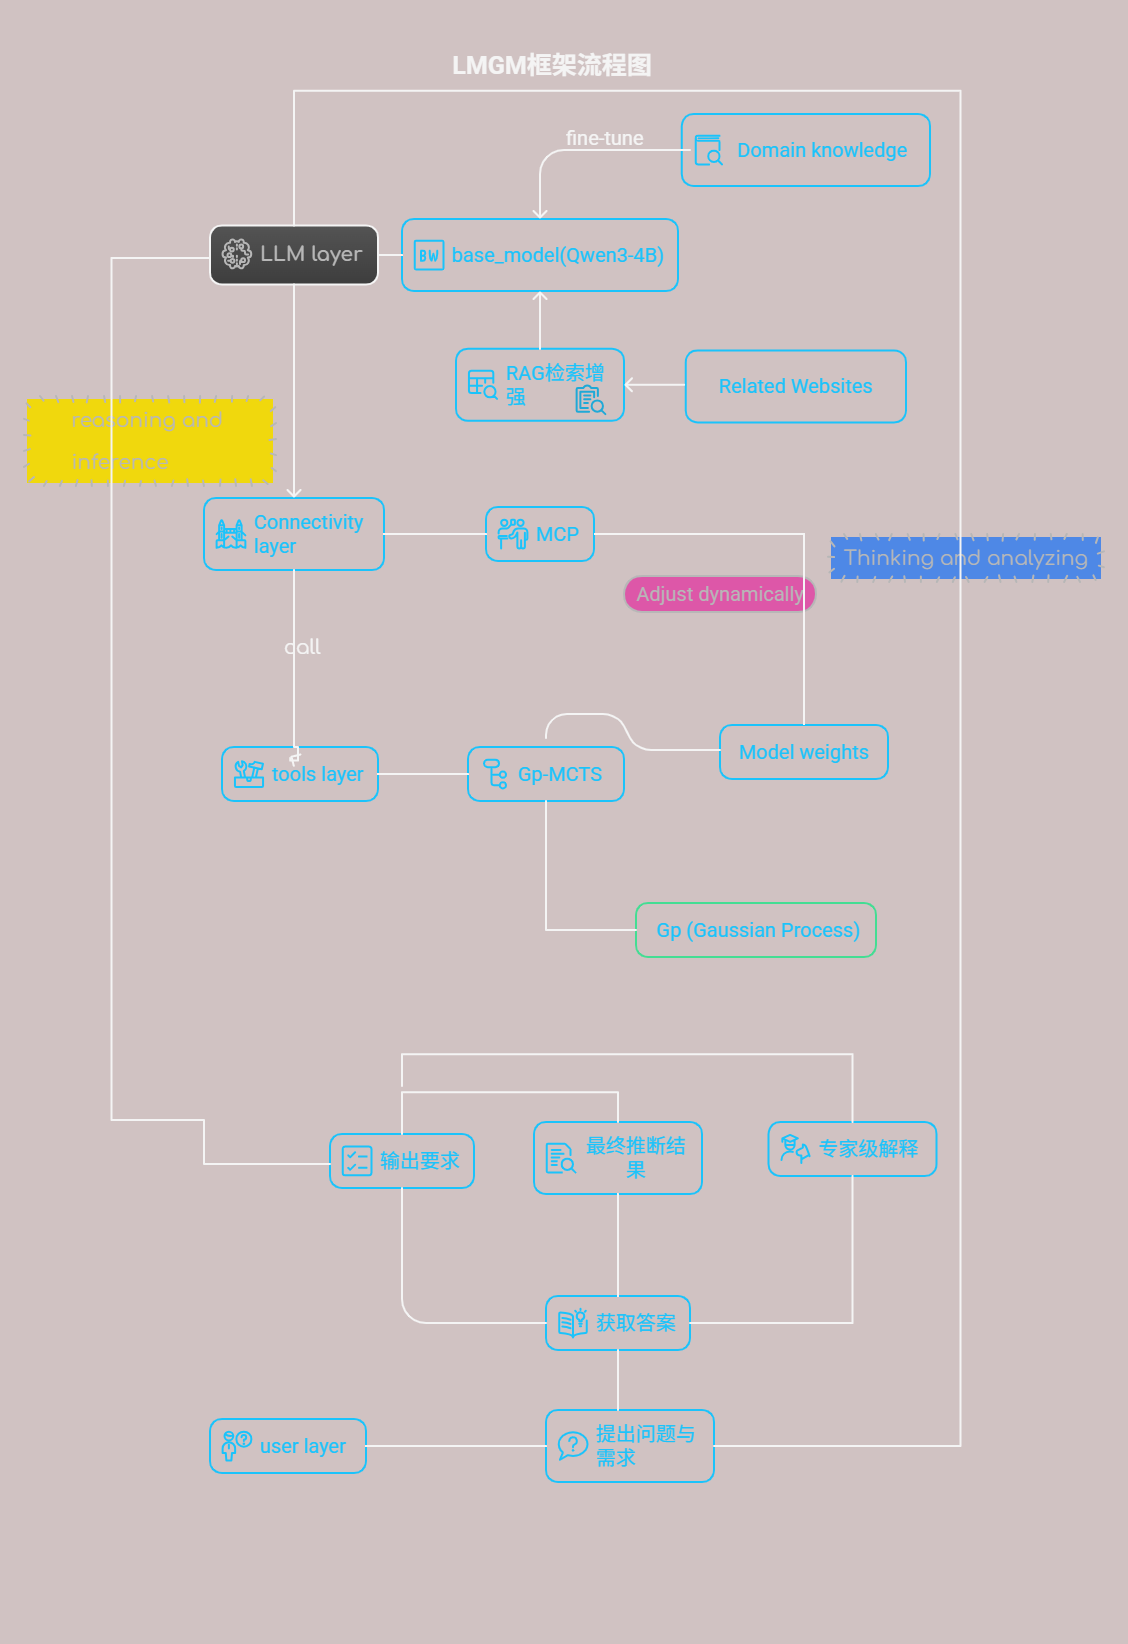 LMGM框架流程图
fine-tune
Domain knowledge
LLM layer
BW
base_model(Qwen3-4B)
RAG检索增
强
Related Websites
reasoning and
inference
Connectivity
layer
MCP
Thinking and analyzing
Adjust dynamically
call
Model weights
tools layer
Gp-MCTS
Gp (Gaussian Process)
输出要求
最终推断结
果
专家级解释
获取答案
user layer
提出问题与
需求